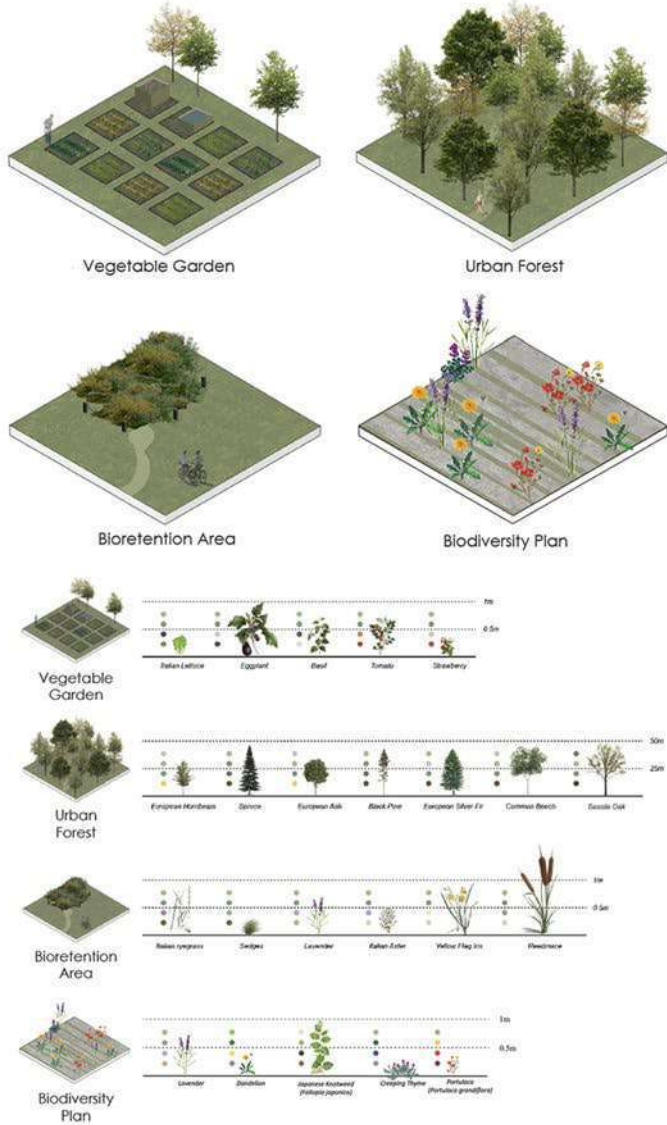 Vegetable Garden
Urban Forest
Bioretention Area
Biodiversity Plan
Vegetable
Garden
1m
0.5m
Italian Lettuce
Eggplant
Basil
Tomato
Strawberry
Urban
Forest
50m
25m
European Hornbeam
Spruce
European Ash
Black Pine
European Silver Fir
Common Beech
Sessile Oak
Bioretention
Area
1m
0.5m
Italian ryegrass
Sedges
Lavender
Italian Aster
Yellow Flag Iris
Reedmace
Biodiversity
Plan
1m
0.5m
Lavender
Dandelion
Japanese Knotweed
(Fallopia japonica)
Creeping Thyme
Portulaca
(Portulaca grandiflora)